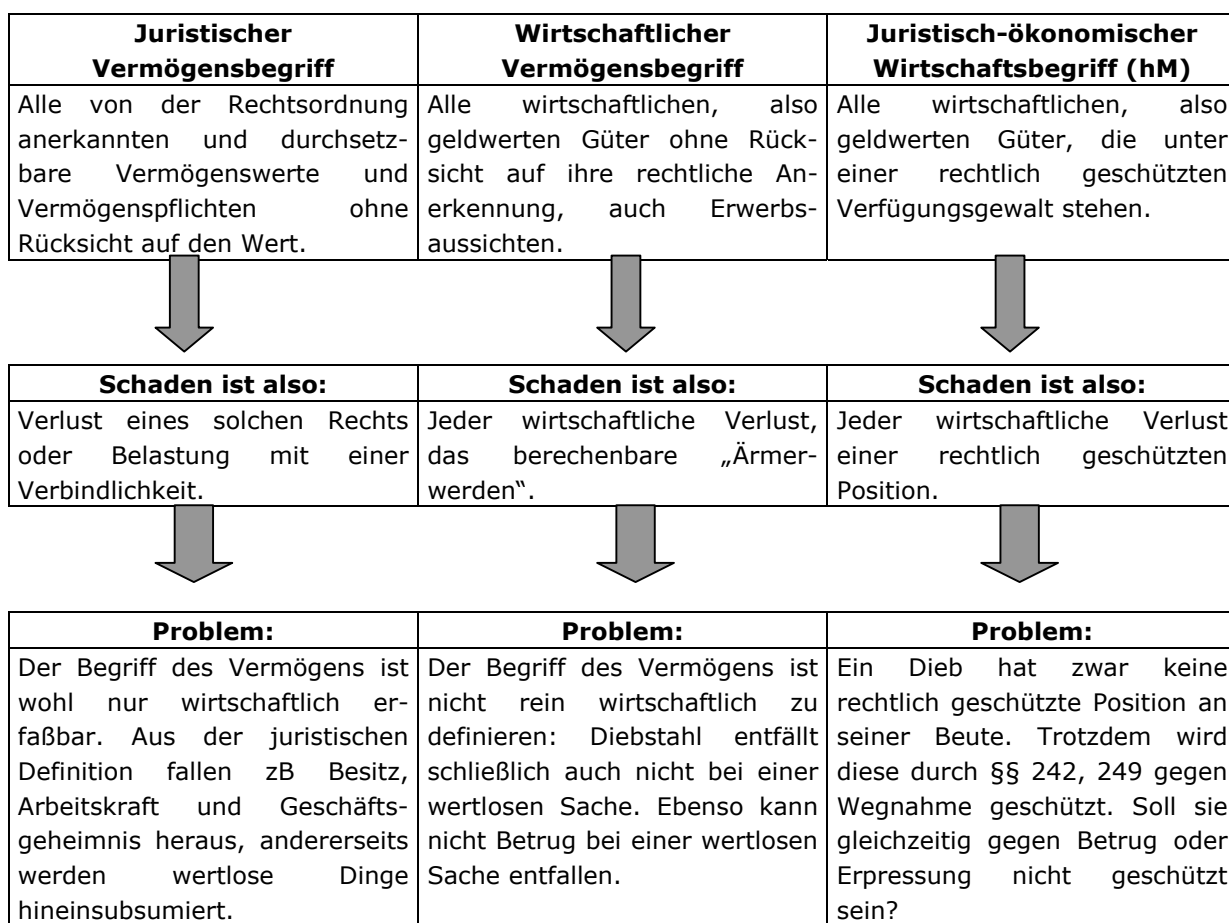 Juristischer
Vermögensbegriff
Alle von der Rechtsordnung
anerkannten und durchsetz-
bare Vermögenswerte und
Vermögenspflichten ohne
Rücksicht auf den Wert.
Wirtschaftlicher
Vermögensbegriff
Alle wirtschaftlichen, also
geldwerten Güter ohne Rück-
sicht auf ihre rechtliche An-
erkennung, auch Erwerbs-
aussichten.
Juristisch-ökonomischer
Wirtschaftsbegriff (hM)
Alle wirtschaftlichen, also
geldwerten Güter, die unter
einer rechtlich geschützten
Verfügungsgewalt stehen.
Schaden ist also:
Verlust eines solchen Rechts
oder Belastung mit einer
Verbindlichkeit.
Schaden ist also:
Jeder wirtschaftliche Verlust,
das berechenbare „Ärmer-
werden“.
Schaden ist also:
Jeder wirtschaftliche Verlust
einer rechtlich geschützten
Position.
Problem:
Der Begriff des Vermögens ist
wohl nur wirtschaftlich er-
faßbar. Aus der juristischen
Definition fallen zB Besitz,
Arbeitskraft und Geschäfts-
geheimnis heraus, andererseits
werden wertlose Dinge
hineinsubsumiert.
Problem:
Der Begriff des Vermögens ist
nicht rein wirtschaftlich zu
definieren: Diebstahl entfällt
schließlich auch nicht bei einer
wertlosen Sache. Ebenso kann
nicht Betrug bei einer wertlosen
Sache entfallen.
Problem:
Ein Dieb hat zwar keine
rechtlich geschützte Position an
seiner Beute. Trotzdem wird
diese durch §§ 242, 249 gegen
Wegnahme geschützt. Soll sie
gleichzeitig gegen Betrug oder
Erpressung nicht geschützt
sein?